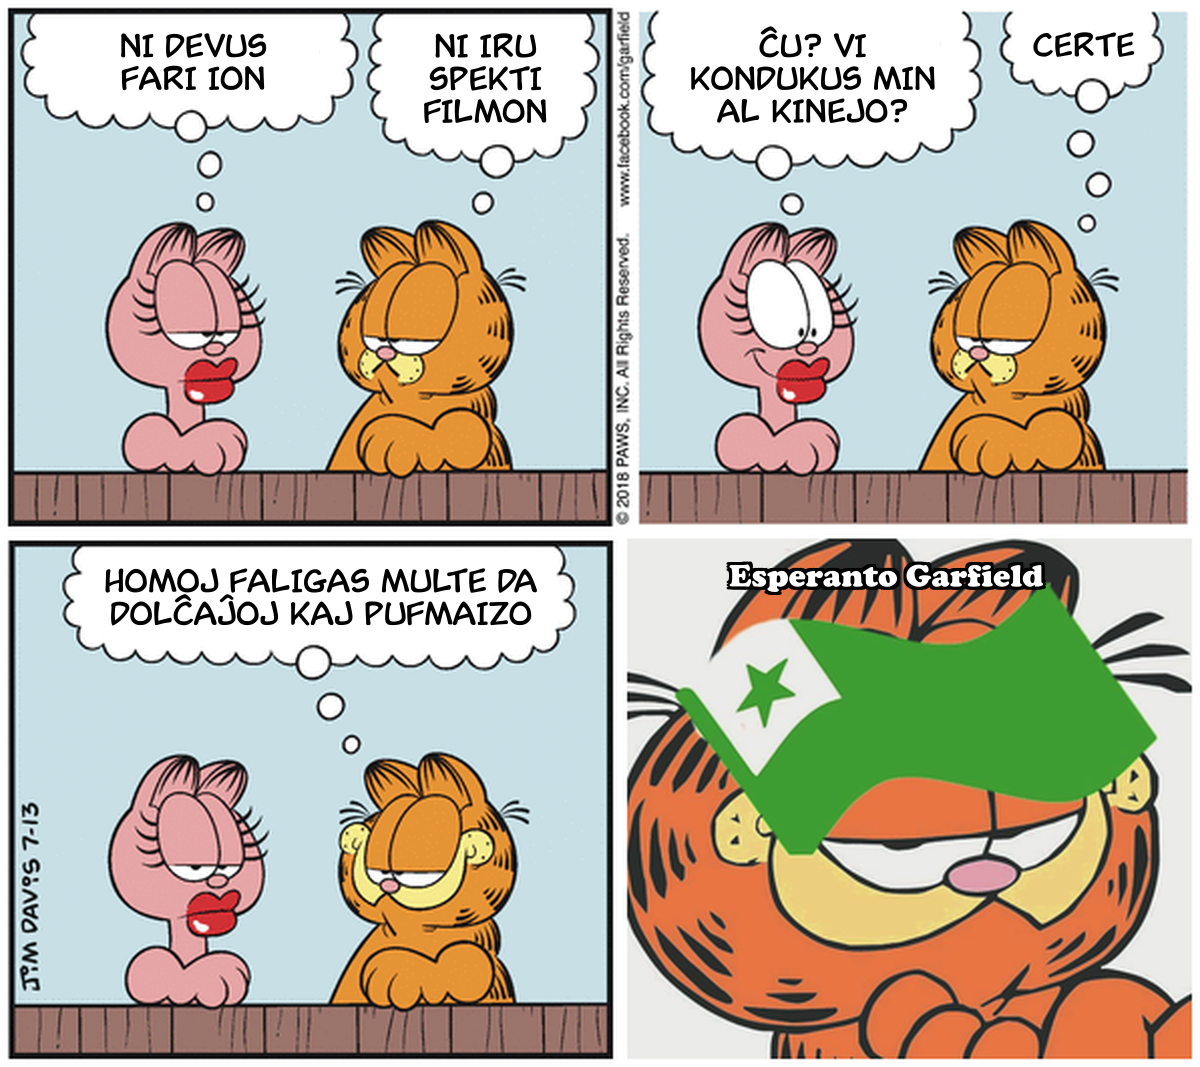 NI DEVUS
FARI ION
NI IRU
SPEKTI
FILMON
www.facebook.com/garfield
© 2018 PAWS, INC. All Rights Reserved.
ĈU? VI
KONDUKUS MIN
AL KINEJO?
CERTE
HOMOJ FALIGAS MULTE DA
DOLĈAĴOJ KAJ PUFMAIZO
JIM DAVIS 7-13
Esperanto Garfield